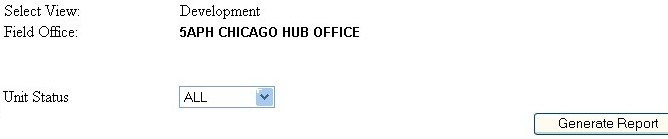 Select View: Development
Field Office: 5APH CHICAGO HUB OFFICE
Unit Status ALL
Generate Report